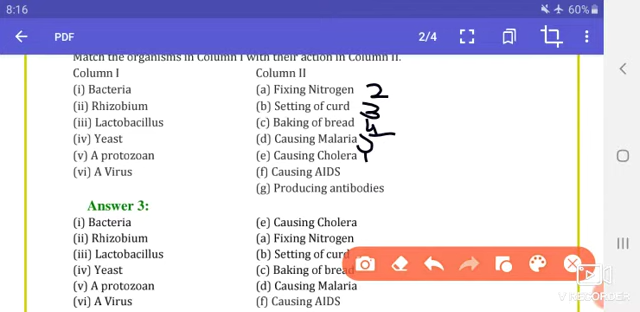 8:16 60%
PDF 2/4
Match the organisms in Column I with their action in Column II.
Column I Column II
(i) Bacteria (a) Fixing Nitrogen 2
(ii) Rhizobium (b) Setting of curd
(iii) Lactobacillus (c) Baking of bread
(iv) Yeast (d) Causing Malaria
(v) A protozoan (e) Causing Cholera
(vi) A Virus (f) Causing AIDS
(g) Producing antibodies
Answer 3:
(i) Bacteria (e) Causing Cholera
(ii) Rhizobium (a) Fixing Nitrogen
(iii) Lactobacillus (b) Setting of curd
(iv) Yeast (c) Baking of bread
(v) A protozoan (d) Causing Malaria
(vi) A Virus (f) Causing AIDS
V RECORDER